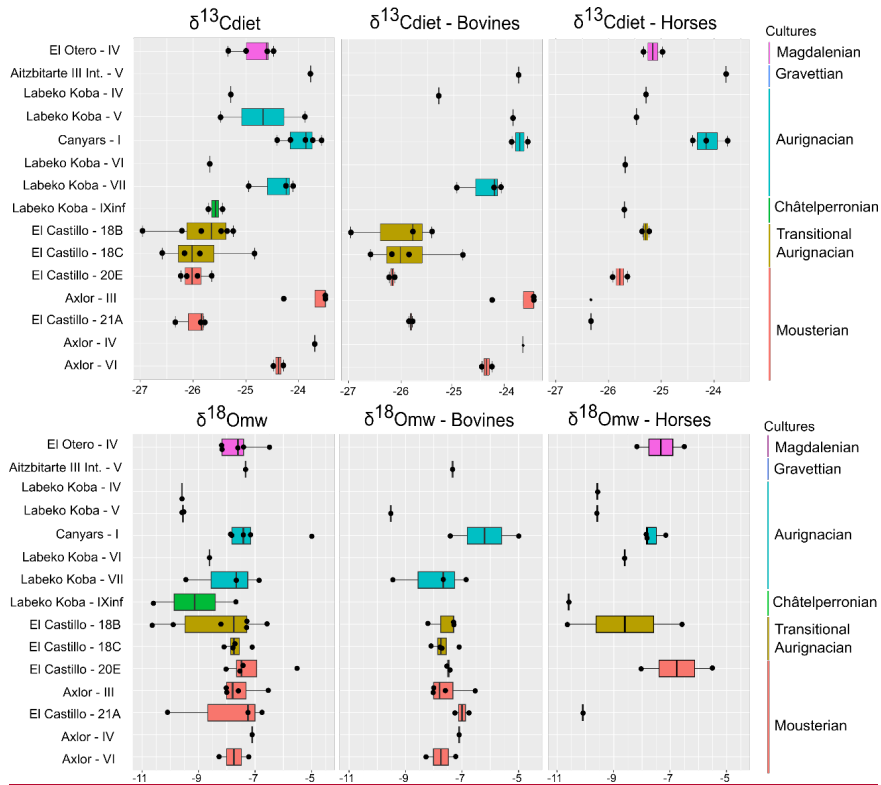 δ13Cdiet δ13Cdiet - Bovines δ13Cdiet - Horses
Cultures
El Otero - IV
Aitzbitarte III Int. - V
Labeko Koba - IV
Labeko Koba - V
Canyars - I
Labeko Koba - VI
Labeko Koba - VII
Labeko Koba - IXinf
El Castillo - 18B
El Castillo - 18C
El Castillo - 20E
Axlor - III
El Castillo - 21A
Axlor - IV
Axlor - VI
Magdalenian
Gravettian
Aurignacian
Châtelperronian
Transitional
Aurignacian
Mousterian
-27 -26 -25 -24 -27 -26 -25 -24 -27 -26 -25 -24
δ18Omw δ18Omw - Bovines δ18Omw - Horses
Cultures
El Otero - IV
Aitzbitarte III Int. - V
Labeko Koba - IV
Labeko Koba - V
Canyars - I
Labeko Koba - VI
Labeko Koba - VII
Labeko Koba - IXinf
El Castillo - 18B
El Castillo - 18C
El Castillo - 20E
Axlor - III
El Castillo - 21A
Axlor - IV
Axlor - VI
Magdalenian
Gravettian
Aurignacian
Châtelperronian
Transitional
Aurignacian
Mousterian
-11 -9 -7 -5 -11 -9 -7 -5 -11 -9 -7 -5